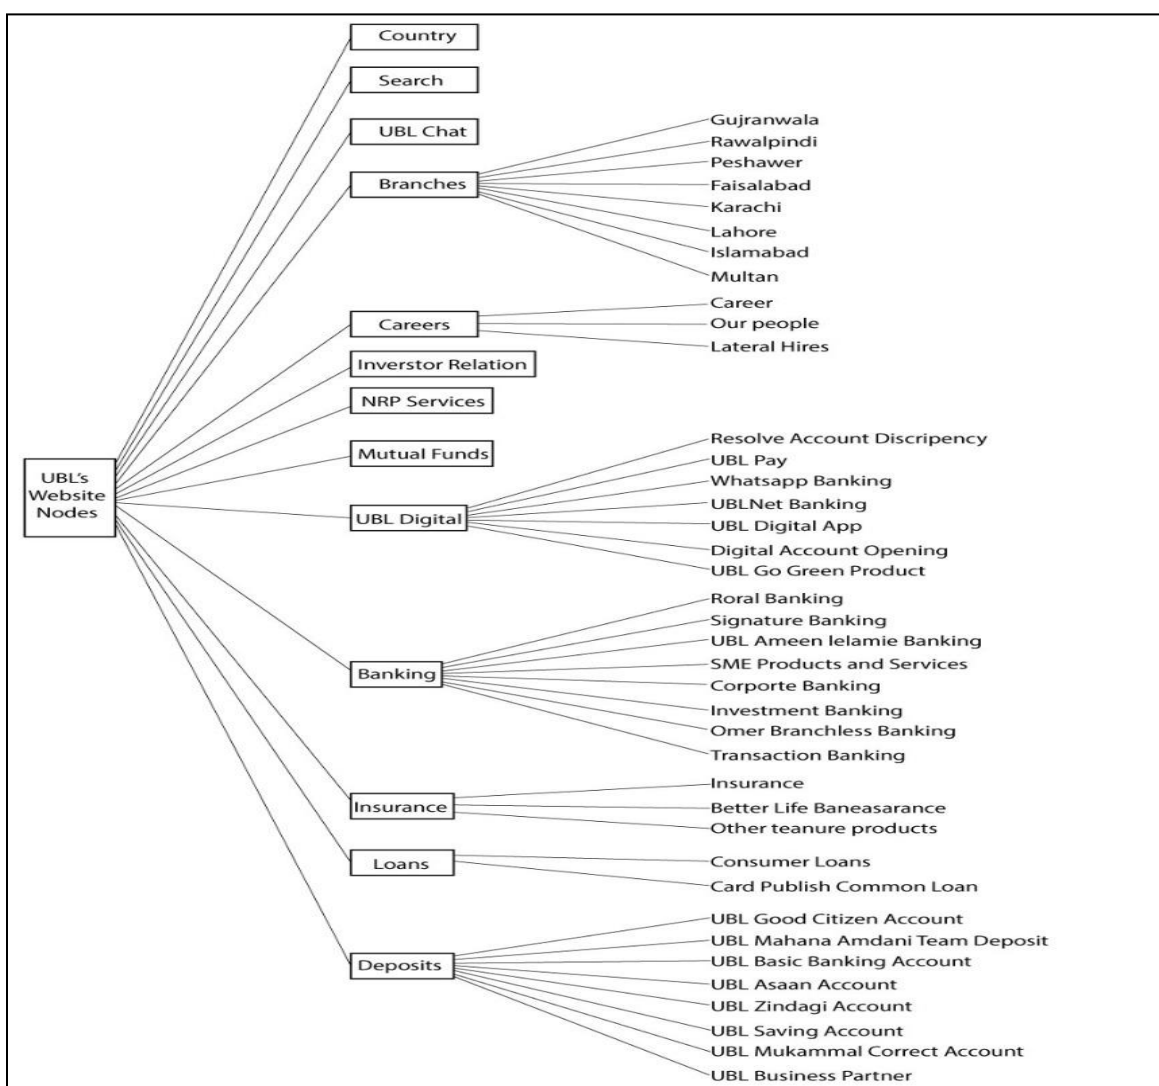 UBL's
Website
Nodes
Country
Search
UBL Chat
Branches
Gujranwala
Rawalpindi
Peshawer
Faisalabad
Karachi
Lahore
Islamabad
Multan
Careers
Career
Our people
Lateral Hires
Inverstor Relation
NRP Services
Mutual Funds
UBL Digital
Resolve Account Discripency
UBL Pay
Whatsapp Banking
UBLNet Banking
UBL Digital App
Digital Account Opening
UBL Go Green Product
Banking
Roral Banking
Signature Banking
UBL Ameen lelamie Banking
SME Products and Services
Corporte Banking
Investment Banking
Omer Branchless Banking
Transaction Banking
Insurance
Insurance
Better Life Baneasarance
Other teanure products
Loans
Consumer Loans
Card Publish Common Loan
Deposits
UBL Good Citizen Account
UBL Mahana Amdani Team Deposit
UBL Basic Banking Account
UBL Asaan Account
UBL Zindagi Account
UBL Saving Account
UBL Mukammal Correct Account
UBL Business Partner